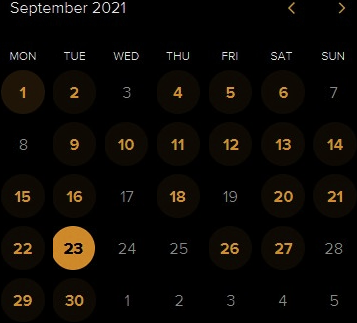 September 2021
MON TUE WED THU FRI SAT SUN
1 2 3 4 5 6 7
8 9 10 11 12 13 14
15 16 17 18 19 20 21
22 23 24 25 26 27 28
29 30 1 2 3 4 5